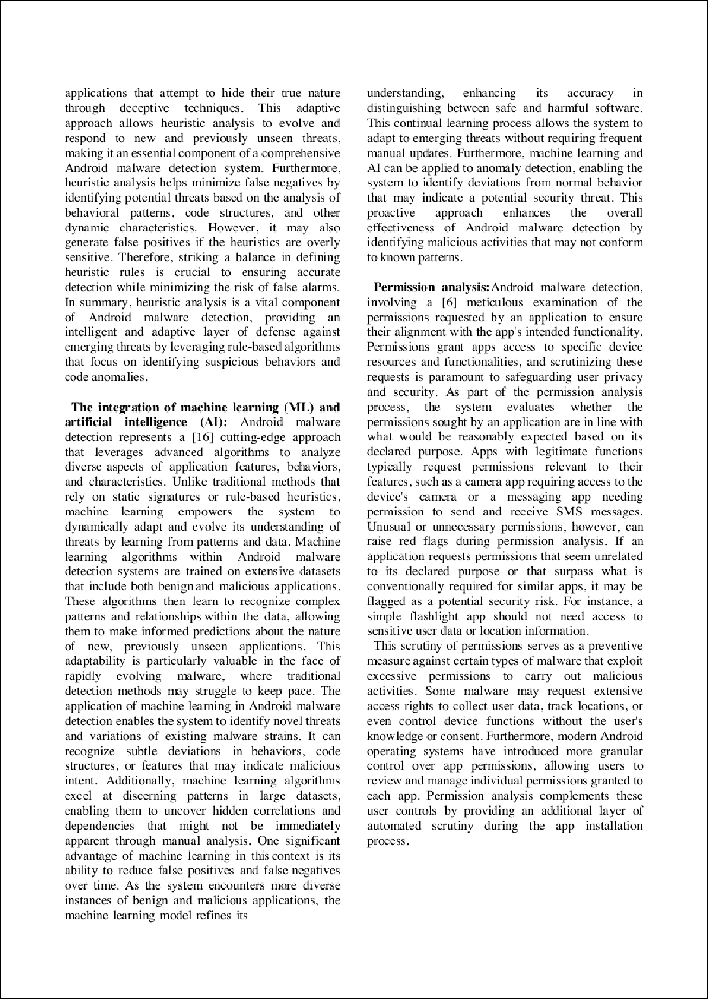 applications that attempt to hide their true nature
through deceptive techniques. This adaptive
approach allows heuristic analysis to evolve and
respond to new and previously unseen threats,
making it an essential component of a comprehensive
Android malware detection system. Furthermore,
heuristic analysis helps minimize false negatives by
identifying potential threats based on the analysis of
behavioral patterns, code structures, and other
dynamic characteristics. However, it may also
generate false positives if the heuristics are overly
sensitive. Therefore, striking a balance in defining
heuristic rules is crucial to ensuring accurate
detection while minimizing the risk of false alarms.
In summary, heuristic analysis is a vital component
of Android malware detection, providing an
intelligent and adaptive layer of defense against
emerging threats by leveraging rule-based algorithms
that focus on identifying suspicious behaviors and
code anomalies.
The integration of machine learning (ML) and
artificial intelligence (AI): Android malware
detection represents a [16] cutting-edge approach
that leverages advanced algorithms to analyze
diverse aspects of application features, behaviors,
and characteristics. Unlike traditional methods that
rely on static signatures or rule-based heuristics,
machine learning empowers the system to
dynamically adapt and evolve its understanding of
threats by learning from patterns and data. Machine
learning algorithms within Android malware
detection systems are trained on extensive datasets
that include both benign and malicious applications.
These algorithms then learn to recognize complex
patterns and relationships within the data, allowing
them to make informed predictions about the nature
of new, previously unseen applications. This
adaptability is particularly valuable in the face of
rapidly evolving malware, where traditional
detection methods may struggle to keep pace. The
application of machine learning in Android malware
detection enables the system to identify novel threats
and variations of existing malware strains. It can
recognize subtle deviations in behaviors, code
structures, or features that may indicate malicious
intent. Additionally, machine learning algorithms
excel at discerning patterns in large datasets,
enabling them to uncover hidden correlations and
dependencies that might not be immediately
apparent through manual analysis. One significant
advantage of machine learning in this context is its
ability to reduce false positives and false negatives
over time. As the system encounters more diverse
instances of benign and malicious applications, the
machine learning model refines its
understanding, enhancing its accuracy in
distinguishing between safe and harmful software.
This continual learning process allows the system to
adapt to emerging threats without requiring frequent
manual updates. Furthermore, machine learning and
AI can be applied to anomaly detection, enabling the
system to identify deviations from normal behavior
that may indicate a potential security threat. This
proactive approach enhances the overall
effectiveness of Android malware detection by
identifying malicious activities that may not conform
to known patterns.
Permission analysis: Android malware detection,
involving a [6] meticulous examination of the
permissions requested by an application to ensure
their alignment with the app's intended functionality.
Permissions grant apps access to specific device
resources and functionalities, and scrutinizing these
requests is paramount to safeguarding user privacy
and security. As part of the permission analysis
process, the system evaluates whether the
permissions sought by an application are in line with
what would be reasonably expected based on its
declared purpose. Apps with legitimate functions
typically request permissions relevant to their
features, such as a camera app requiring access to the
device's camera or a messaging app needing
permission to send and receive SMS messages.
Unusual or unnecessary permissions, however, can
raise red flags during permission analysis. If an
application requests permissions that seem unrelated
to its declared purpose or that surpass what is
conventionally required for similar apps, it may be
flagged as a potential security risk. For instance, a
simple flashlight app should not need access to
sensitive user data or location information.
This scrutiny of permissions serves as a preventive
measure against certain types of malware that exploit
excessive permissions to carry out malicious
activities. Some malware may request extensive
access rights to collect user data, track locations, or
even control device functions without the user's
knowledge or consent. Furthermore, modern Android
operating systems have introduced more granular
control over app permissions, allowing users to
review and manage individual permissions granted to
each app. Permission analysis complements these
user controls by providing an additional layer of
automated scrutiny during the app installation
process.